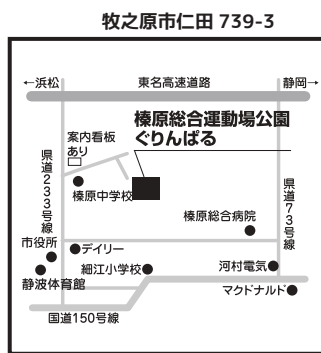 牧之原市仁田 739-3
←浜松
東名高速道路
静岡→
榛原総合運動場公園
ぐりんぱる
案内看板
あり
県道233号線
榛原中学校
県道73号線
榛原総合病院
市役所
デイリー
細江小学校
河村電気
静波体育館
マクドナルド
国道150号線